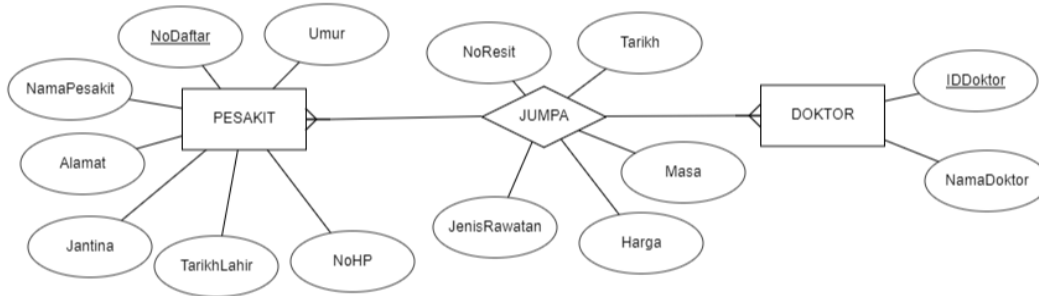 NoDaftar
Umur
NamaPesakit
PESAKIT
Alamat
Jantina
TarikhLahir
NoHP
NoResit
Tarikh
JUMPA
Masa
JenisRawatan
Harga
DOKTOR
IDDoktor
NamaDoktor